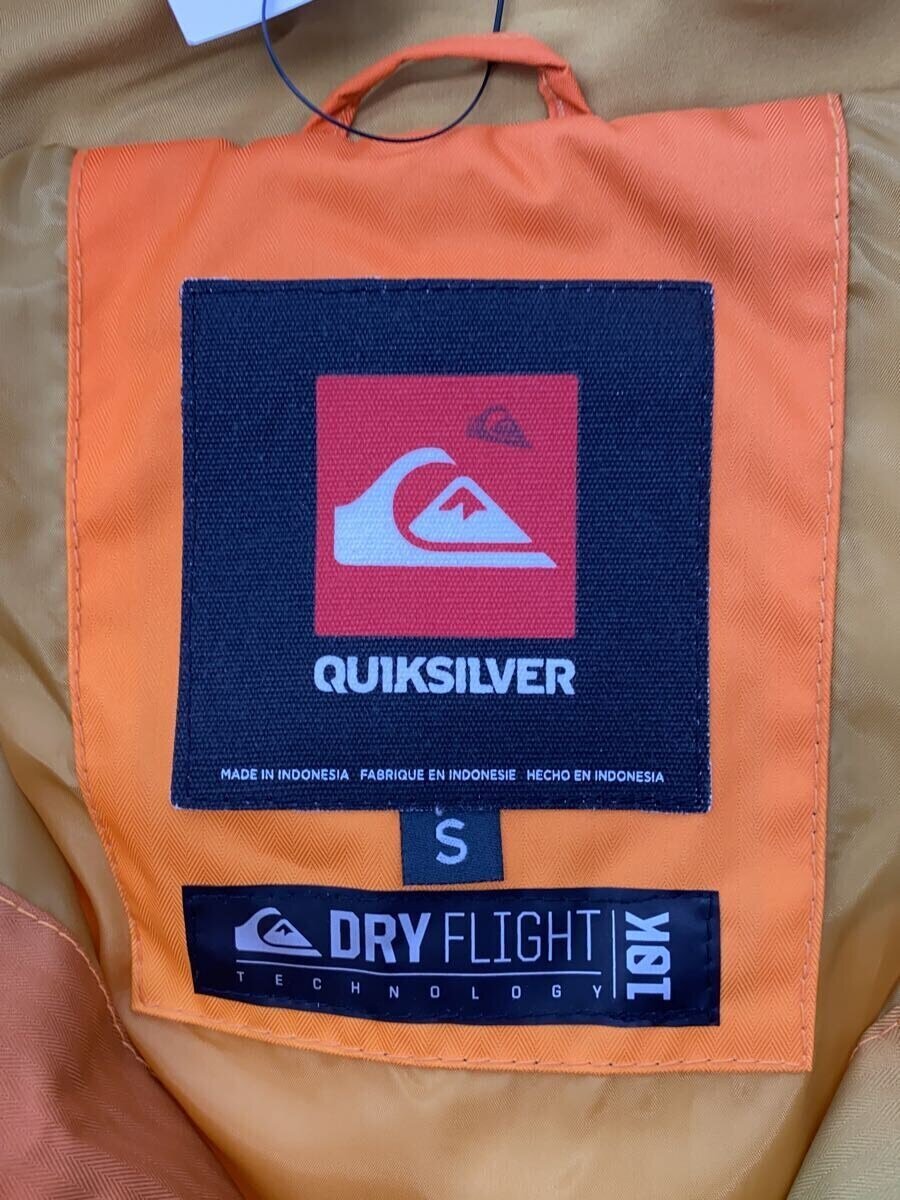 QUIKSILVER
MADE IN INDONESIA FABRIQUE EN INDONESIE HECHO EN INDONESIA
S
DRY FLIGHT 10K
TECHNOLOGY